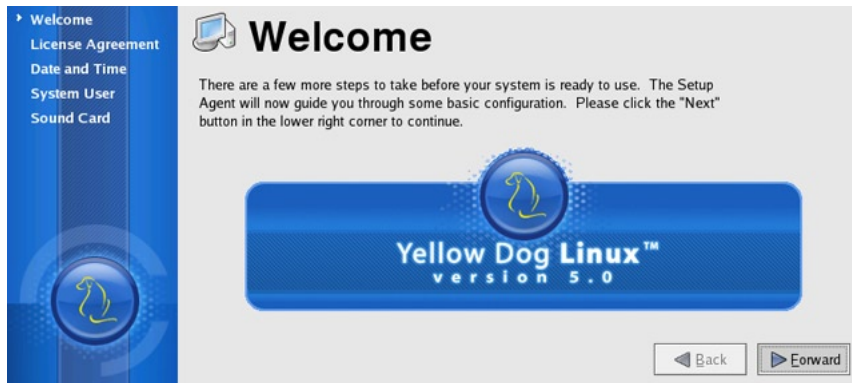 Welcome
License Agreement
Date and Time
System User
Sound Card
Welcome
There are a few more steps to take before your system is ready to use. The Setup
Agent will now guide you through some basic configuration. Please click the "Next"
button in the lower right corner to continue.
Yellow Dog Linux™
version 5.0
Back
Forward